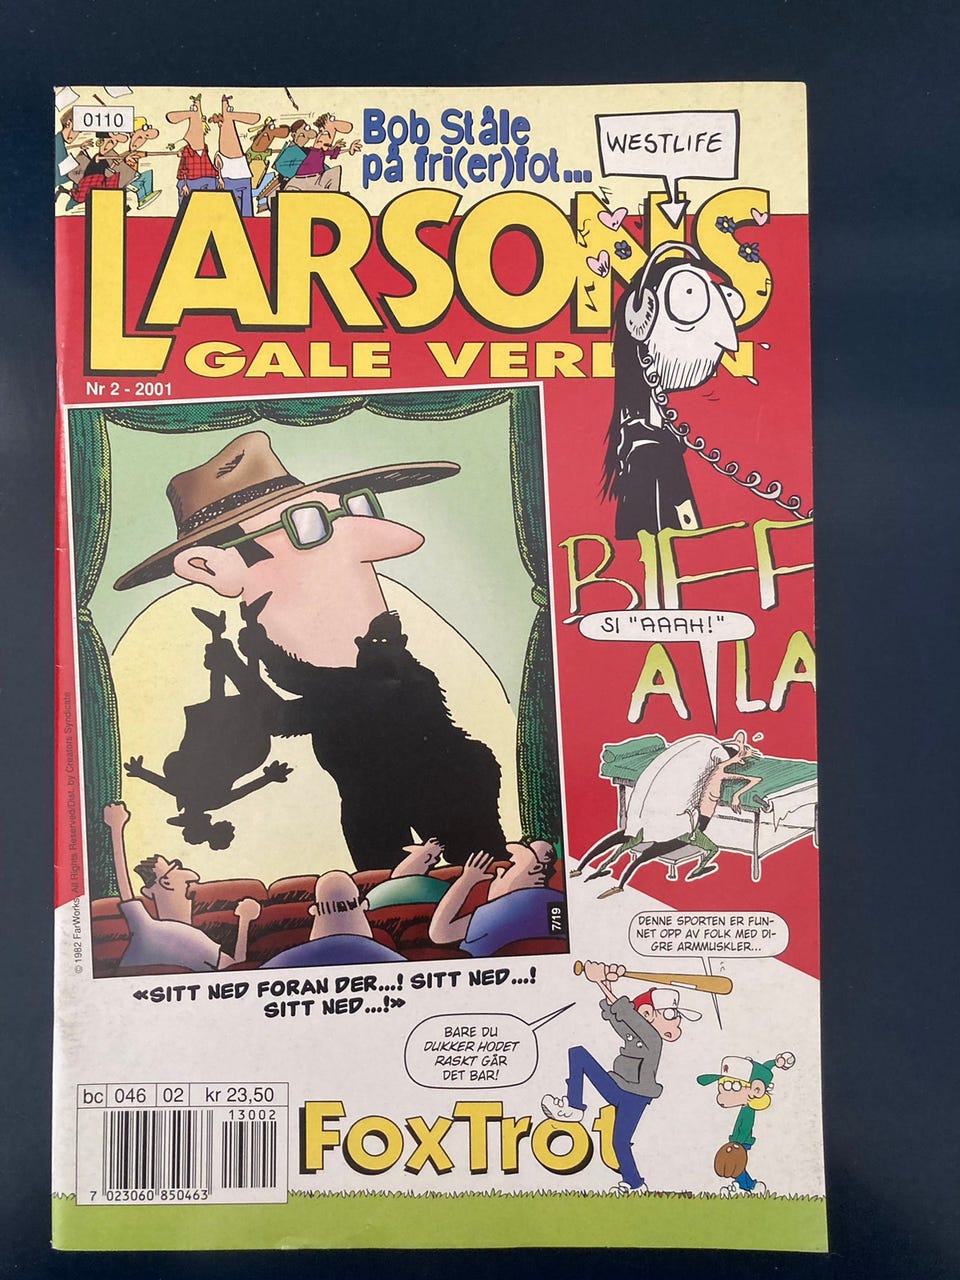 0110
Bob Ståle
på fri(er)fot...
WESTLIFE
LARSONS
GALE VERDEN
Nr 2 - 2001
BIFF
SI "AAAH!"
A LA
© 1982 FarWorks. All Rights Reserved/Dist. by Creators Syndicate
7/19
«SITT NED FORAN DER...! SITT NED...!
SITT NED...!»
DENNE SPORTEN ER FUN-
NET OPP AV FOLK MED DI-
GRE ARMMUSKLER...
BARE DU
DUKKER HODET
RASKT GÅR
DET BAR!
bc 046 02 kr 23,50
13002
7 023060 850463
FoxTrot